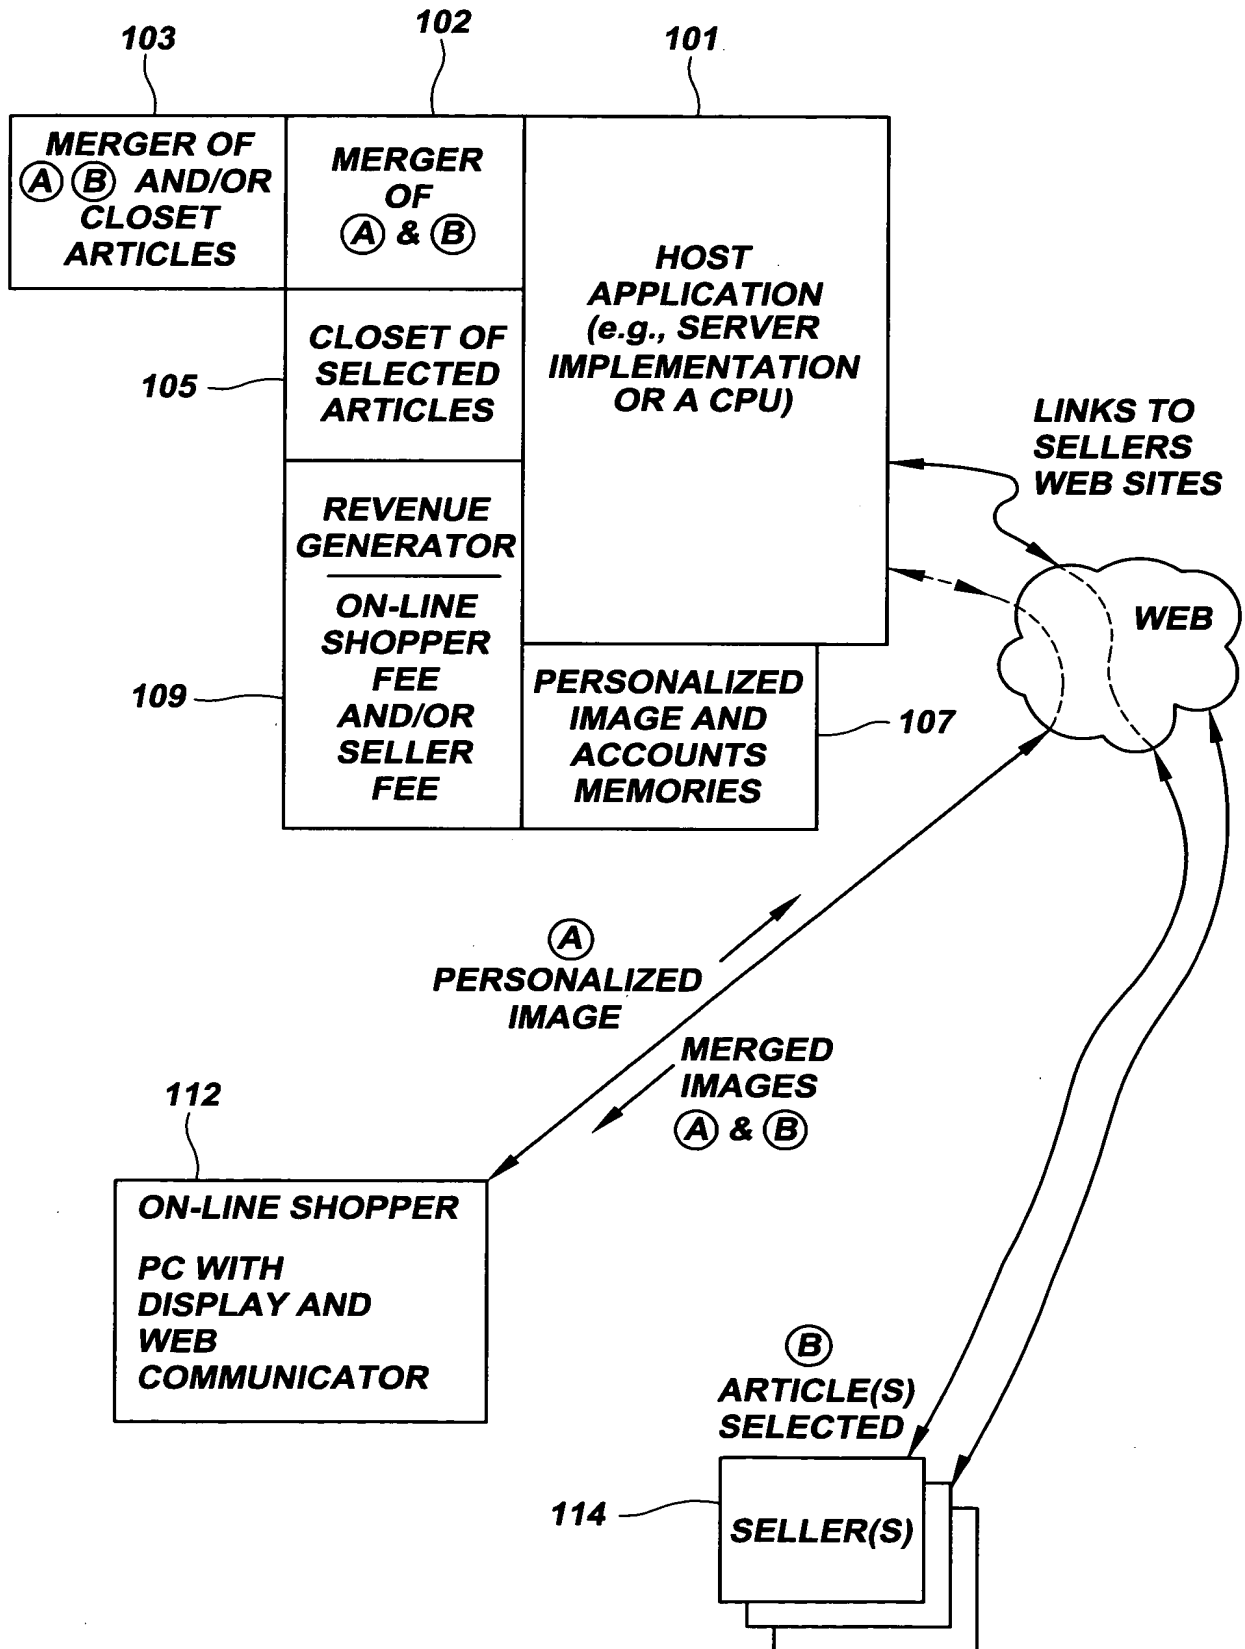 103
102
101
MERGER OF
Ⓐ Ⓑ AND/OR
CLOSET
ARTICLES
MERGER
OF
Ⓐ & Ⓑ
HOST
APPLICATION
(e.g., SERVER
IMPLEMENTATION
OR A CPU)
CLOSET OF
SELECTED
ARTICLES
105
LINKS TO
SELLERS
WEB SITES
REVENUE
GENERATOR
ON-LINE
SHOPPER
FEE
AND/OR
SELLER
FEE
109
PERSONALIZED
IMAGE AND
ACCOUNTS
MEMORIES
107
WEB
Ⓐ
PERSONALIZED
IMAGE
MERGED
IMAGES
Ⓐ & Ⓑ
112
ON-LINE SHOPPER
PC WITH
DISPLAY AND
WEB
COMMUNICATOR
Ⓑ
ARTICLE(S)
SELECTED
114
SELLER(S)